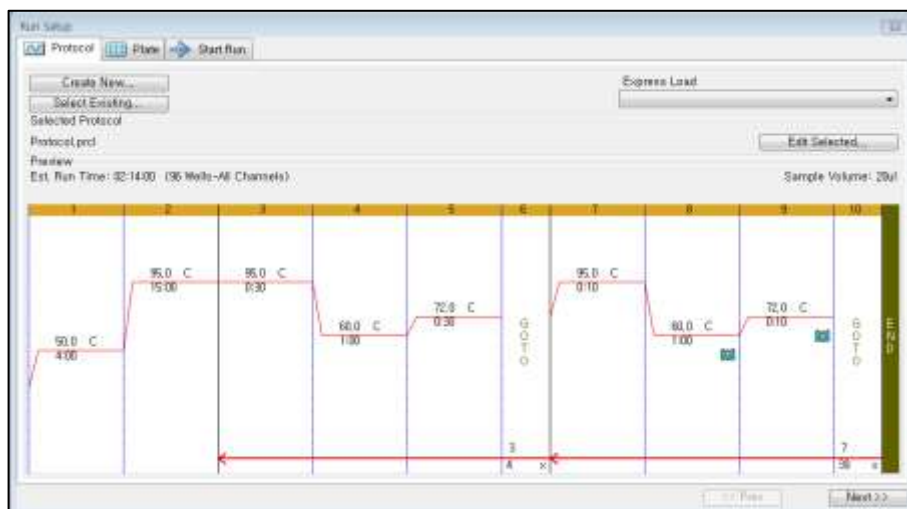 Run Setup
Protocol Plate Start Run
Create New...
Express Load
Select Existing...
Selected Protocol
Protocol.prcl
Edit Selected...
Preview
Est. Run Time: 02:14:00 (96 Wells-All Channels)
Sample Volume: 20ul
1 2 3 4 5 6 7 8 9 10
95.0 C 95.0 C 95.0 C
15:00 0:30 0:10
72.0 C 72.0 C
0:30 0:10
60.0 C 60.0 C
1:00 1:00
50.0 C
4:00
GOTO GOTO END
3 7
x x
Next >>